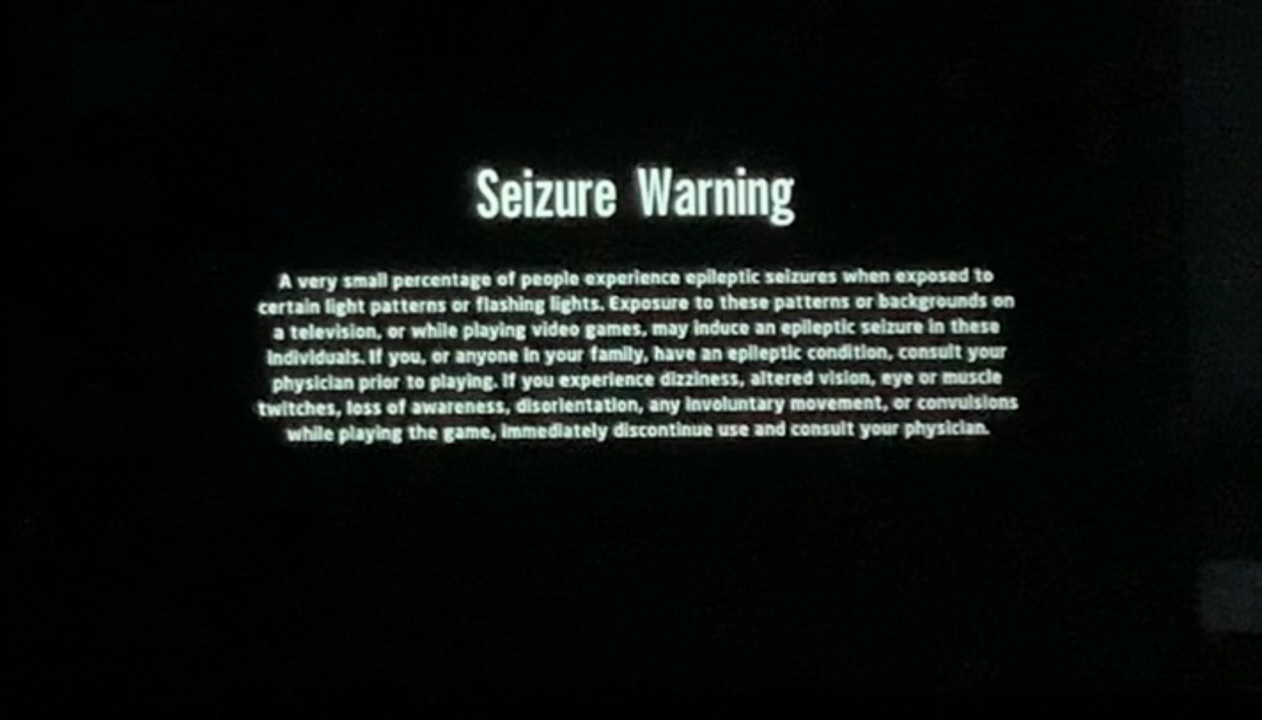 Seizure Warning
A very small percentage of people experience epileptic seizures when exposed to
certain light patterns or flashing lights. Exposure to these patterns or backgrounds on
a television, or while playing video games, may induce an epileptic seizure in these
individuals. If you, or anyone in your family, have an epileptic condition, consult your
physician prior to playing. If you experience dizziness, altered vision, eye or muscle
twitches, loss of awareness, disorientation, any involuntary movement, or convulsions
while playing the game, immediately discontinue use and consult your physician.